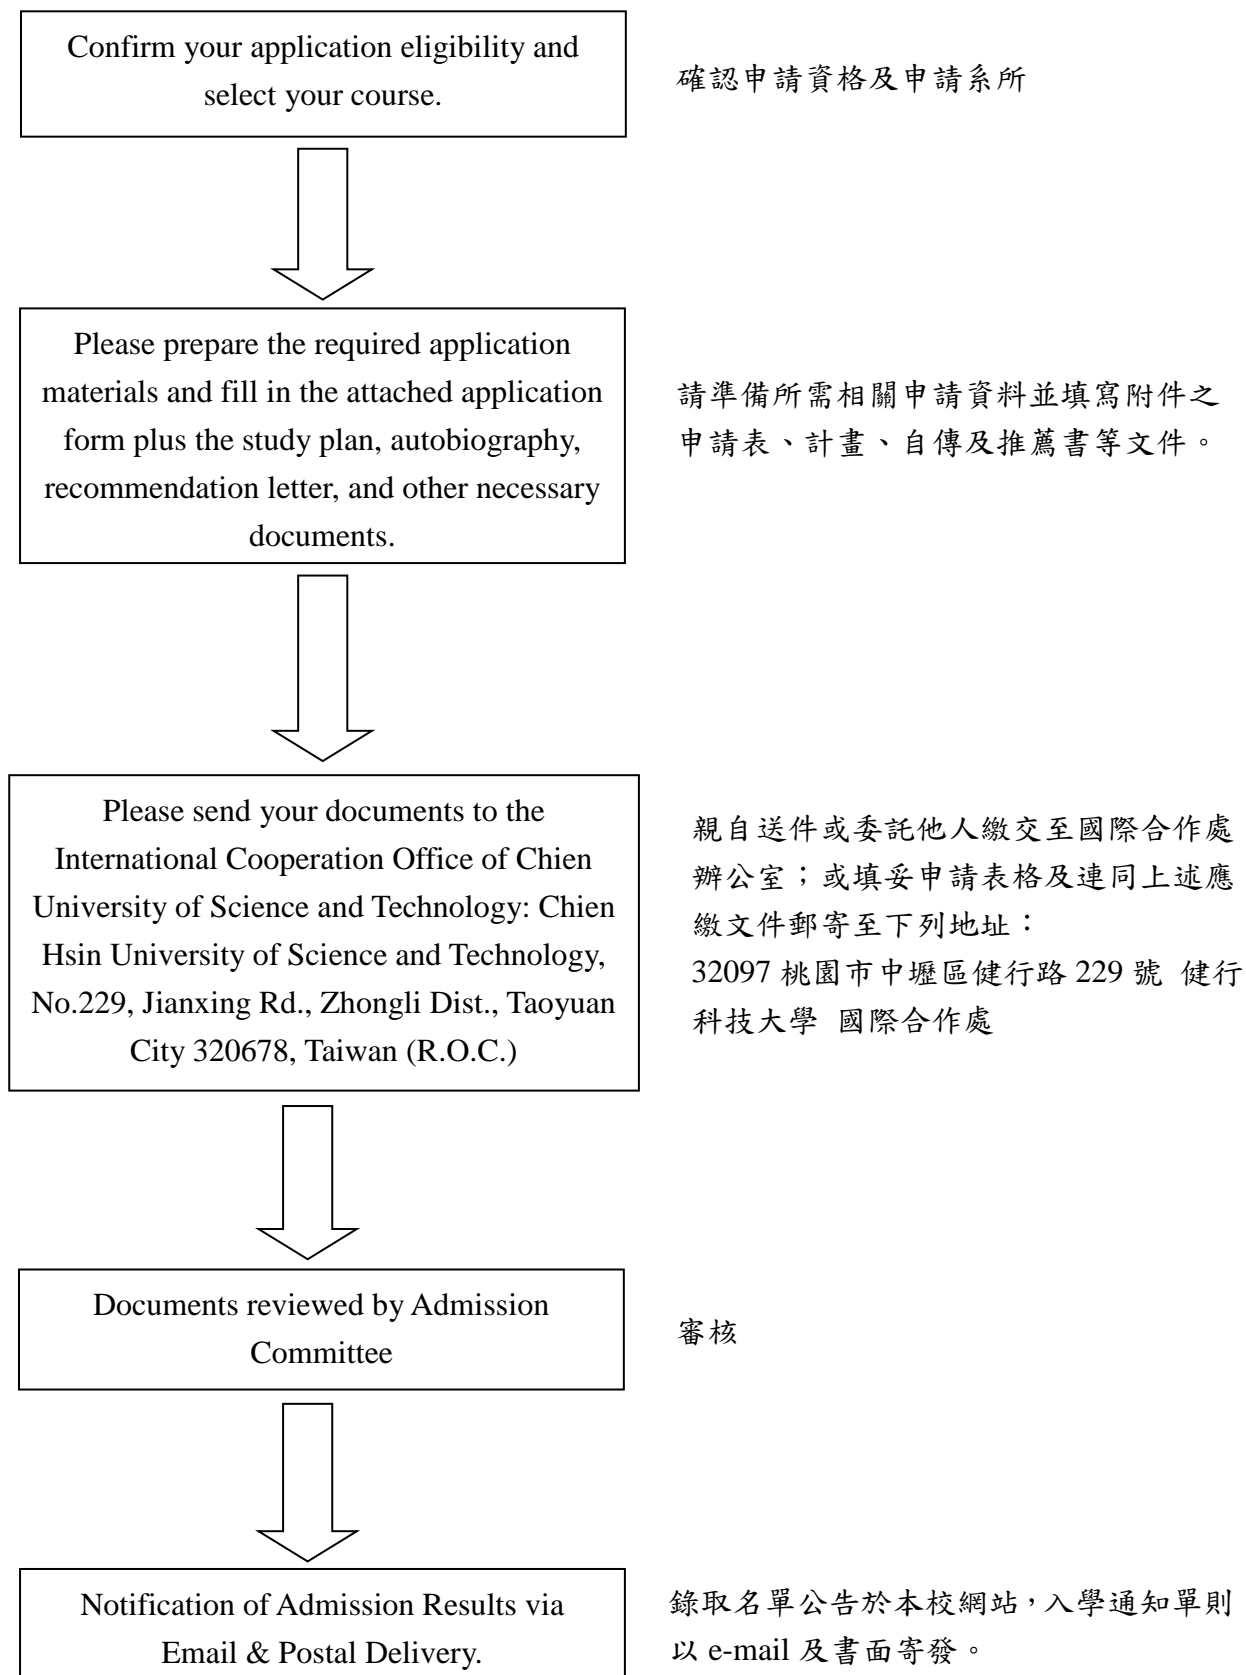 Confirm your application eligibility and
select your course.
確認申請資格及申請系所
Please prepare the required application
materials and fill in the attached application
form plus the study plan, autobiography,
recommendation letter, and other necessary
documents.
請準備所需相關申請資料並填寫附件之
申請表、計畫、自傳及推薦書等文件。
Please send your documents to the
International Cooperation Office of Chien
University of Science and Technology: Chien
Hsin University of Science and Technology,
No.229, Jianxing Rd., Zhongli Dist., Taoyuan
City 320678, Taiwan (R.O.C.)
親自送件或委託他人繳交至國際合作處
辦公室；或填妥申請表格及連同上述應
繳文件郵寄至下列地址：
32097 桃園市中壢區健行路 229 號 健行
科技大學 國際合作處
Documents reviewed by Admission
Committee
審核
Notification of Admission Results via
Email & Postal Delivery.
錄取名單公告於本校網站，入學通知單則
以 e-mail 及書面寄發。